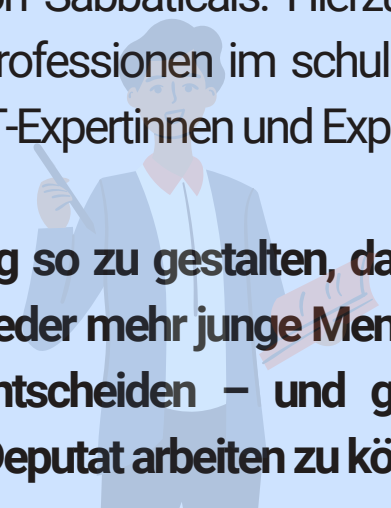 on Sabbaticals. Hierzu
rofessionen im schul
T-Expertinnen und Exp
g so zu gestalten, da
eder mehr junge Men
ntscheiden – und g
Deputat arbeiten zu kö